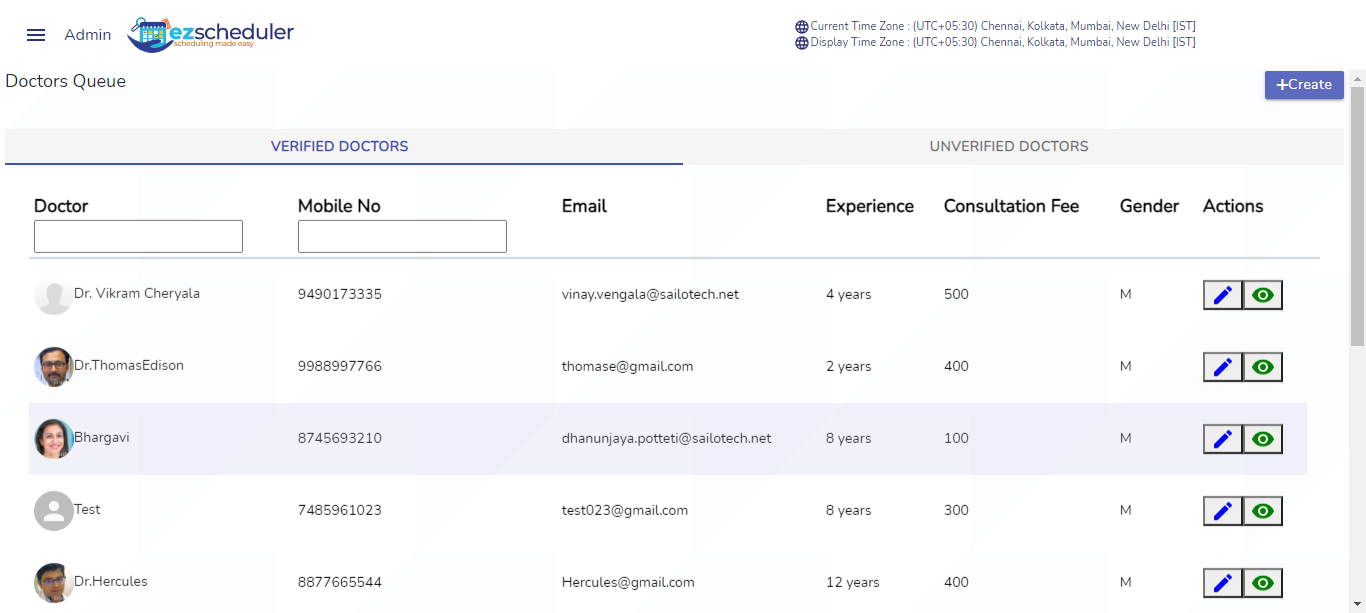 Admin
ezscheduler
scheduling made easy
Current Time Zone : (UTC+05:30) Chennai, Kolkata, Mumbai, New Delhi [IST]
Display Time Zone : (UTC+05:30) Chennai, Kolkata, Mumbai, New Delhi [IST]
Doctors Queue
+Create
VERIFIED DOCTORS UNVERIFIED DOCTORS
Doctor Mobile No Email Experience Consultation Fee Gender Actions
Dr. Vikram Cheryala 9490173335 vinay.vengala@sailotech.net 4 years 500 M
Dr.ThomasEdison 9988997766 thomase@gmail.com 2 years 400 M
Bhargavi 8745693210 dhanunjaya.potteti@sailotech.net 8 years 100 M
Test 7485961023 test023@gmail.com 8 years 300 M
Dr.Hercules 8877665544 Hercules@gmail.com 12 years 400 M